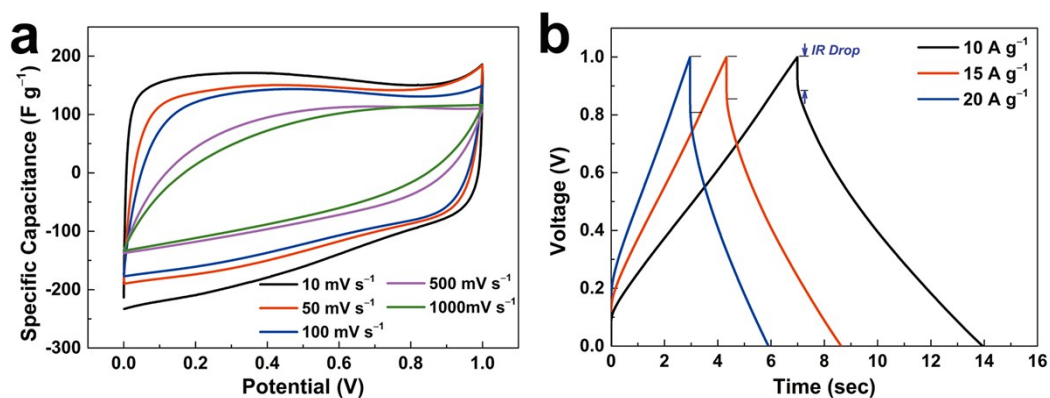 a
Specific Capacitance (F g⁻¹)
200
100
0
-100
-200
-300
0.0 0.2 0.4 0.6 0.8 1.0
Potential (V)
10 mV s⁻¹
50 mV s⁻¹
100 mV s⁻¹
500 mV s⁻¹
1000mV s⁻¹
b
Voltage (V)
1.0
0.8
0.6
0.4
0.2
0.0
0 2 4 6 8 10 12 14 16
Time (sec)
IR Drop
10 A g⁻¹
15 A g⁻¹
20 A g⁻¹